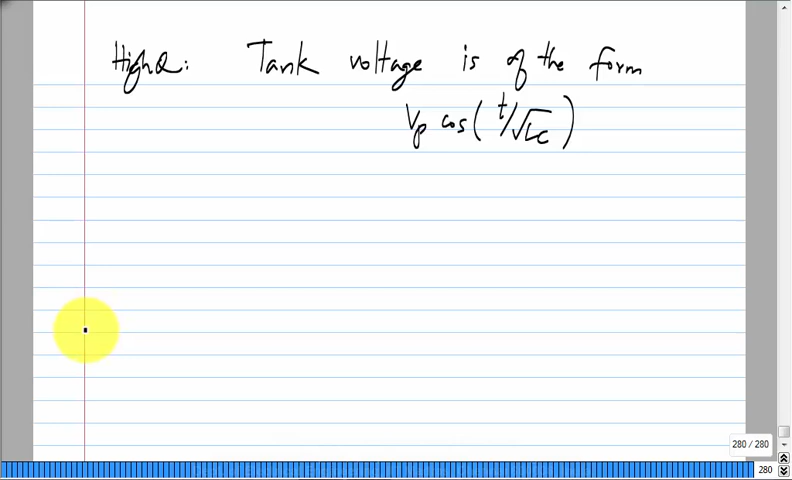 High Q: Tank voltage is of the form
Vp cos( t/√LC )
280 / 280
280